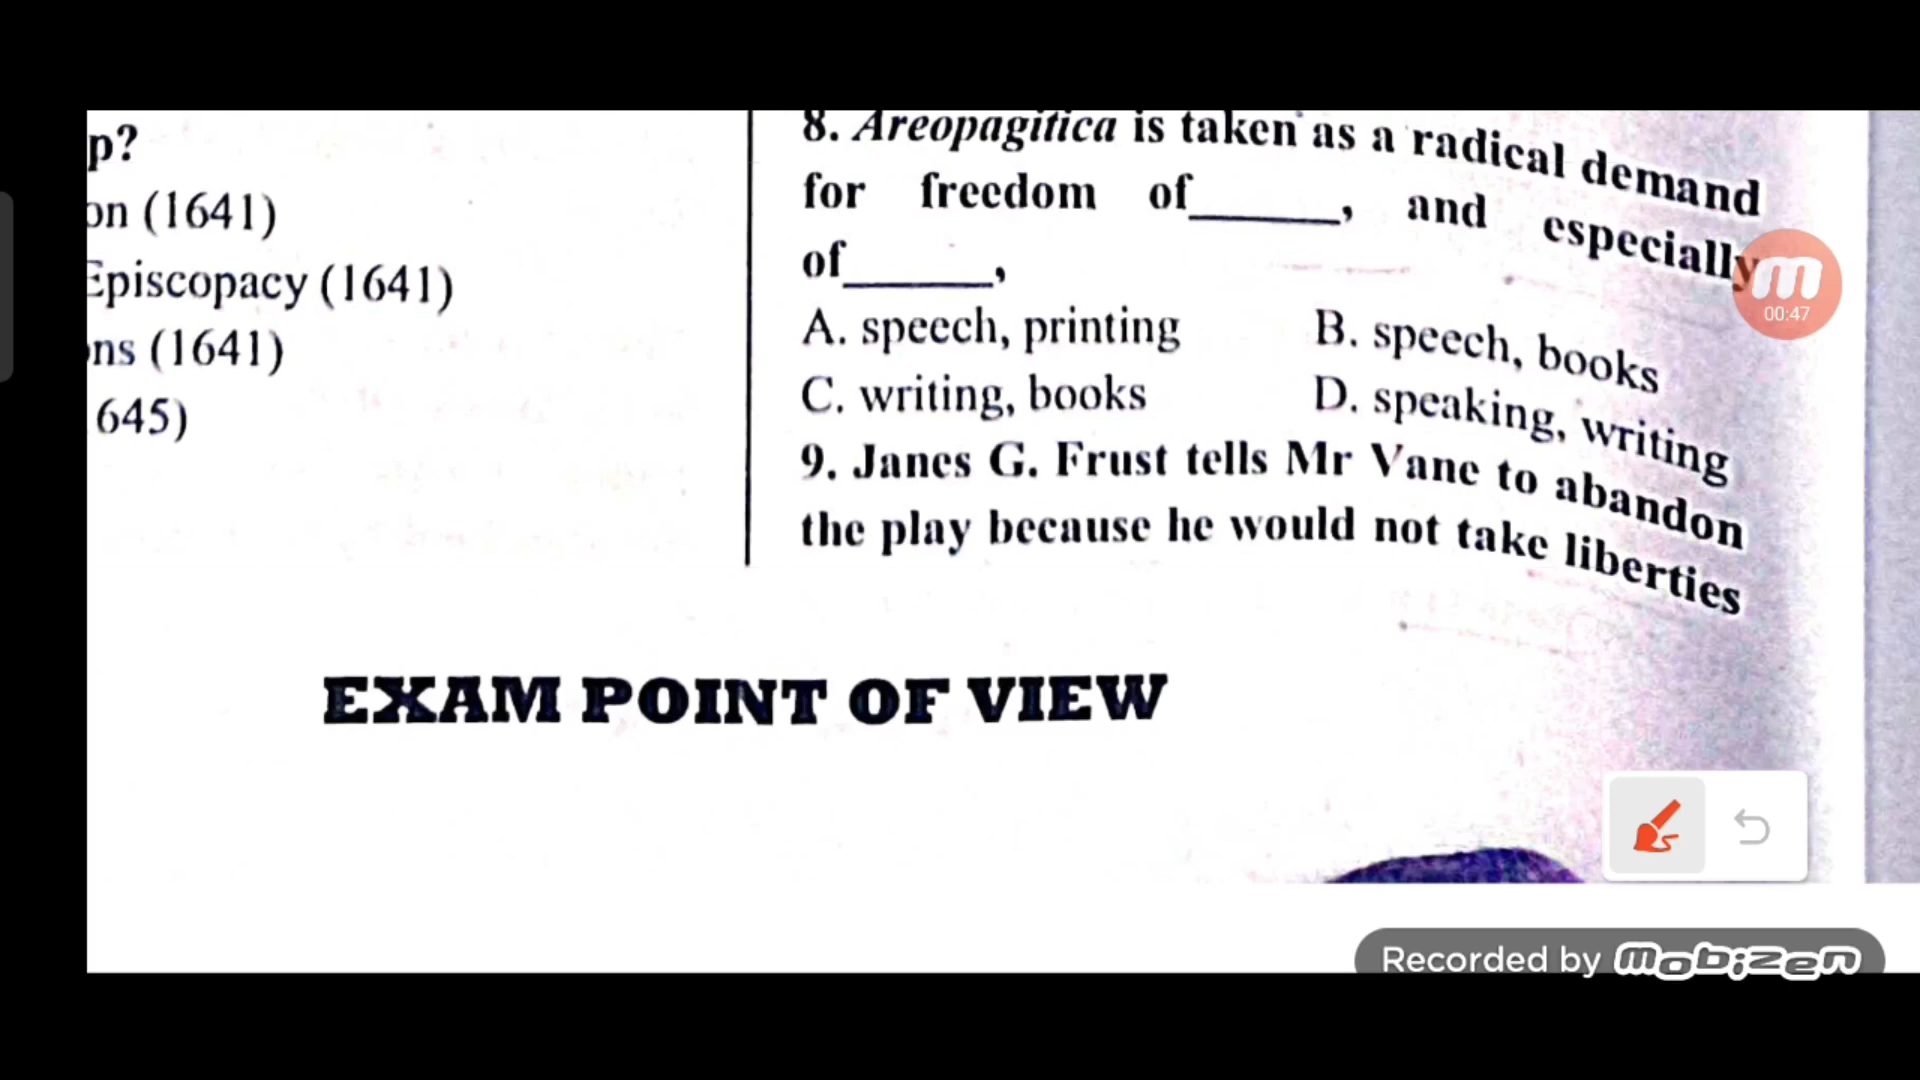 p?
on (1641)
Episcopacy (1641)
ons (1641)
645)
8. Areopagitica is taken as a radical demand
for freedom of______, and especially
of______,
A. speech, printing B. speech, books
C. writing, books D. speaking, writing
9. Janes G. Frust tells Mr Vane to abandon
the play because he would not take liberties
EXAM POINT OF VIEW
00:47
Recorded by mobizen